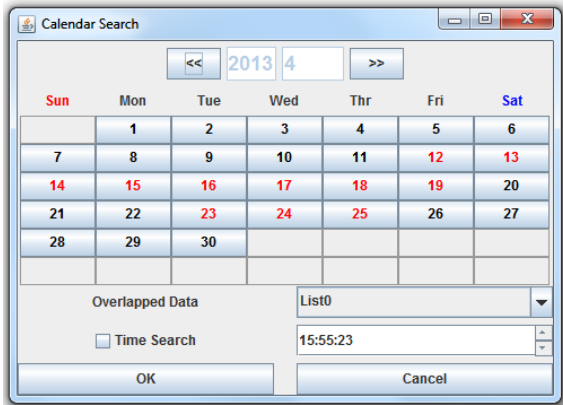 Calendar Search
<< 2013 4 >>
Sun Mon Tue Wed Thr Fri Sat
1 2 3 4 5 6
7 8 9 10 11 12 13
14 15 16 17 18 19 20
21 22 23 24 25 26 27
28 29 30
Overlapped Data List0
Time Search 15:55:23
OK Cancel